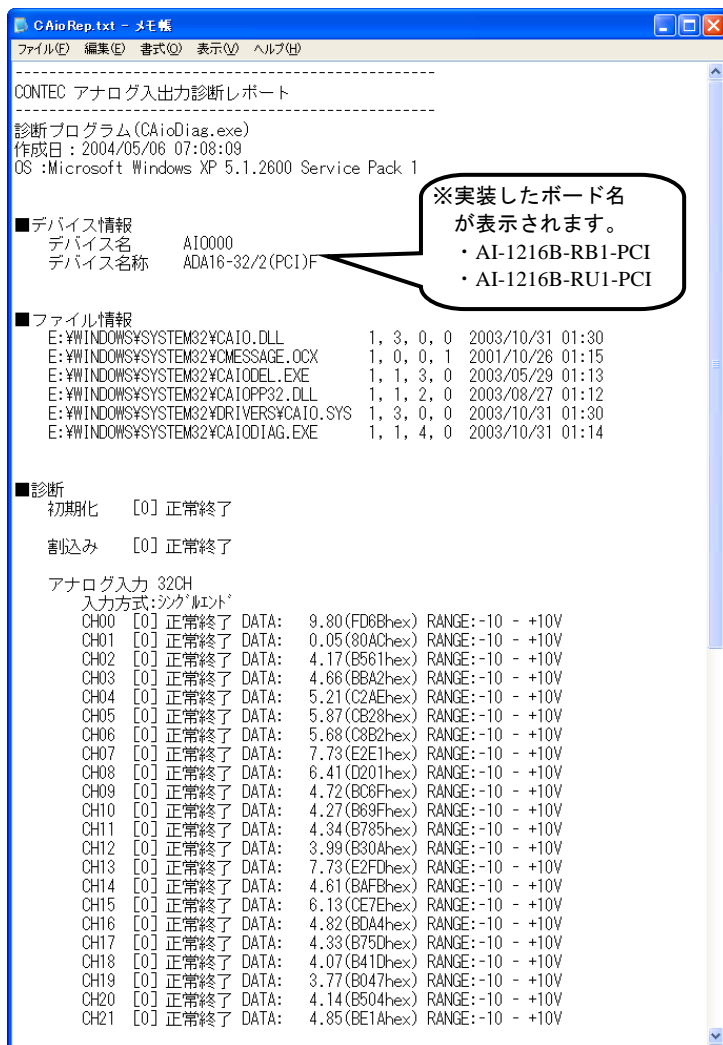 CAioRep.txt - メモ帳
ファイル(F) 編集(E) 書式(O) 表示(V) ヘルプ(H)
--------------------------------------------------
CONTEC アナログ入出力診断レポート
--------------------------------------------------
診断プログラム(CAioDiag.exe)
作成日：2004/05/06 07:08:09
OS :Microsoft Windows XP 5.1.2600 Service Pack 1
※実装したボード名
が表示されます。
・AI-1216B-RB1-PCI
・AI-1216B-RU1-PCI
■デバイス情報
デバイス名 AIO000
デバイス名称 ADA16-32/2(PCI)F
■ファイル情報
E:¥WINDOWS¥SYSTEM32¥CAIO.DLL 1, 3, 0, 0 2003/10/31 01:30
E:¥WINDOWS¥SYSTEM32¥CMESSAGE.OCX 1, 0, 0, 1 2001/10/26 01:15
E:¥WINDOWS¥SYSTEM32¥CAIODEL.EXE 1, 1, 3, 0 2003/05/29 01:13
E:¥WINDOWS¥SYSTEM32¥CAIOPP32.DLL 1, 1, 2, 0 2003/08/27 01:12
E:¥WINDOWS¥SYSTEM32¥DRIVERS¥CAIO.SYS 1, 3, 0, 0 2003/10/31 01:30
E:¥WINDOWS¥SYSTEM32¥CAIODIAG.EXE 1, 1, 4, 0 2003/10/31 01:14
■診断
初期化 [0] 正常終了
割込み [0] 正常終了
アナログ入力 32CH
入力方式:ｼﾝｸﾞﾙｴﾝﾄﾞ
CH00 [0] 正常終了 DATA: 9.80(FD6Bhex) RANGE:-10 - +10V
CH01 [0] 正常終了 DATA: 0.05(80AChex) RANGE:-10 - +10V
CH02 [0] 正常終了 DATA: 4.17(B561hex) RANGE:-10 - +10V
CH03 [0] 正常終了 DATA: 4.66(BBA2hex) RANGE:-10 - +10V
CH04 [0] 正常終了 DATA: 5.21(C2AEhex) RANGE:-10 - +10V
CH05 [0] 正常終了 DATA: 5.87(CB28hex) RANGE:-10 - +10V
CH06 [0] 正常終了 DATA: 5.68(C8B2hex) RANGE:-10 - +10V
CH07 [0] 正常終了 DATA: 7.73(E2E1hex) RANGE:-10 - +10V
CH08 [0] 正常終了 DATA: 6.41(D201hex) RANGE:-10 - +10V
CH09 [0] 正常終了 DATA: 4.72(BC6Fhex) RANGE:-10 - +10V
CH10 [0] 正常終了 DATA: 4.27(B69Fhex) RANGE:-10 - +10V
CH11 [0] 正常終了 DATA: 4.34(B785hex) RANGE:-10 - +10V
CH12 [0] 正常終了 DATA: 3.99(B30Ahex) RANGE:-10 - +10V
CH13 [0] 正常終了 DATA: 7.73(E2FDhex) RANGE:-10 - +10V
CH14 [0] 正常終了 DATA: 4.61(BAFBhex) RANGE:-10 - +10V
CH15 [0] 正常終了 DATA: 6.13(CE7Ehex) RANGE:-10 - +10V
CH16 [0] 正常終了 DATA: 4.82(BDA4hex) RANGE:-10 - +10V
CH17 [0] 正常終了 DATA: 4.33(B75Dhex) RANGE:-10 - +10V
CH18 [0] 正常終了 DATA: 4.07(B41Dhex) RANGE:-10 - +10V
CH19 [0] 正常終了 DATA: 3.77(B047hex) RANGE:-10 - +10V
CH20 [0] 正常終了 DATA: 4.14(B504hex) RANGE:-10 - +10V
CH21 [0] 正常終了 DATA: 4.85(BE1Ahex) RANGE:-10 - +10V